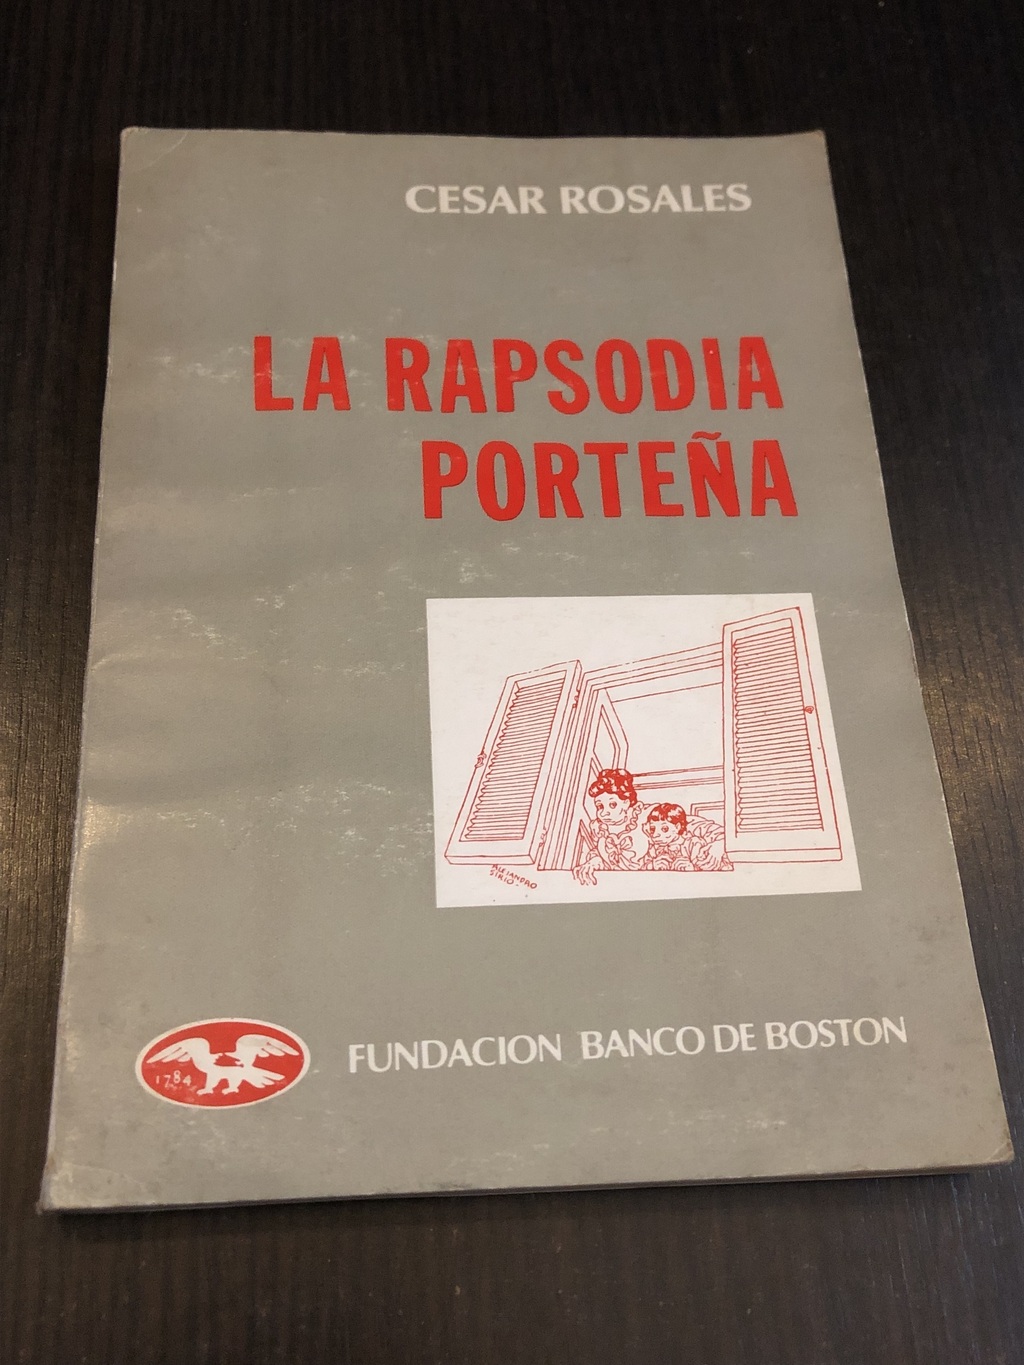 CESAR ROSALES
LA RAPSODIA
PORTEÑA
ALEJANDRO
SIRIO.
1784
FUNDACION BANCO DE BOSTON